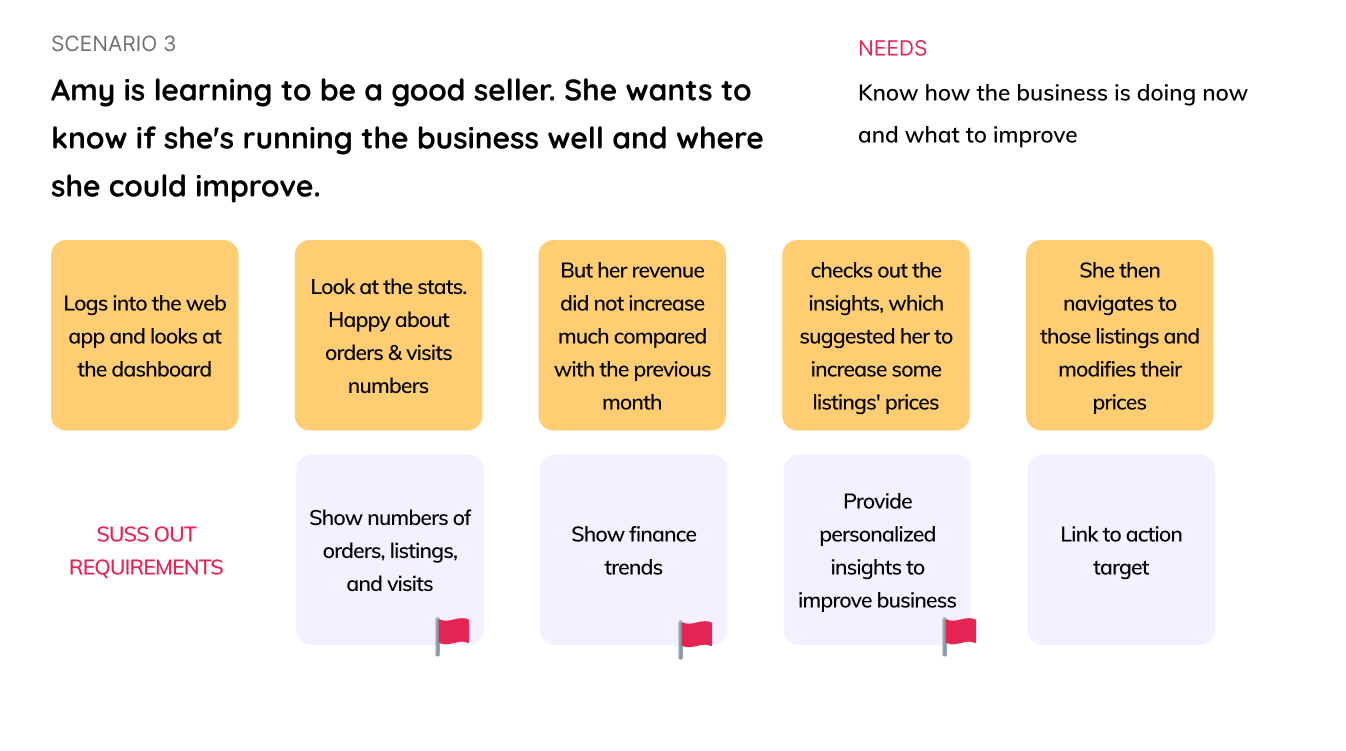 SCENARIO 3
Amy is learning to be a good seller. She wants to
know if she's running the business well and where
she could improve.
NEEDS
Know how the business is doing now
and what to improve
Logs into the web
app and looks at
the dashboard
Look at the stats.
Happy about
orders & visits
numbers
But her revenue
did not increase
much compared
with the previous
month
checks out the
insights, which
suggested her to
increase some
listings' prices
She then
navigates to
those listings and
modifies their
prices
SUSS OUT
REQUIREMENTS
Show numbers of
orders, listings,
and visits
Show finance
trends
Provide
personalized
insights to
improve business
Link to action
target